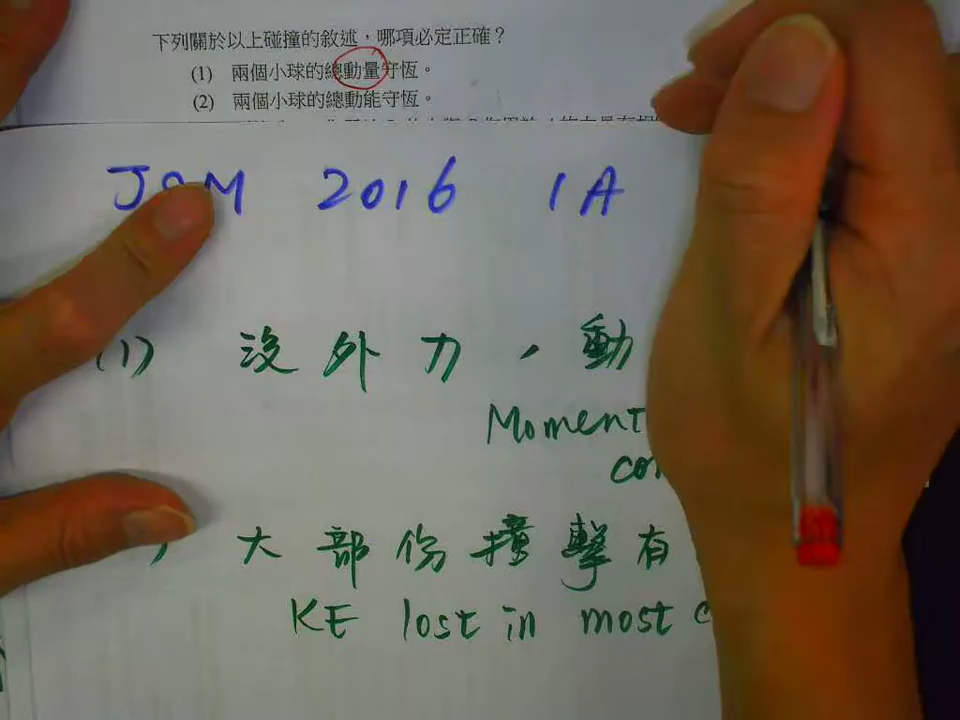 下列關於以上碰撞的敘述，哪項必定正確？
(1) 兩個小球的總動量守恆。
(2) 兩個小球的總動能守恆。
2016 1A
(1) 沒外力，動
Moment
大部份撞擊有
KE lost in most